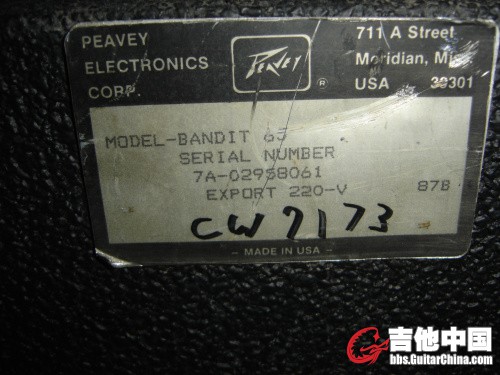 PEAVEY
ELECTRONICS
CORP.
PEAVEY
®
711 A Street
Meridian,
USA 39301
MODEL-BANDIT 65
SERIAL NUMBER
7A-02958061
EXPORT 220-V
87B
CW7173
– MADE IN USA –
吉他中国
bbs.GuitarChina.com